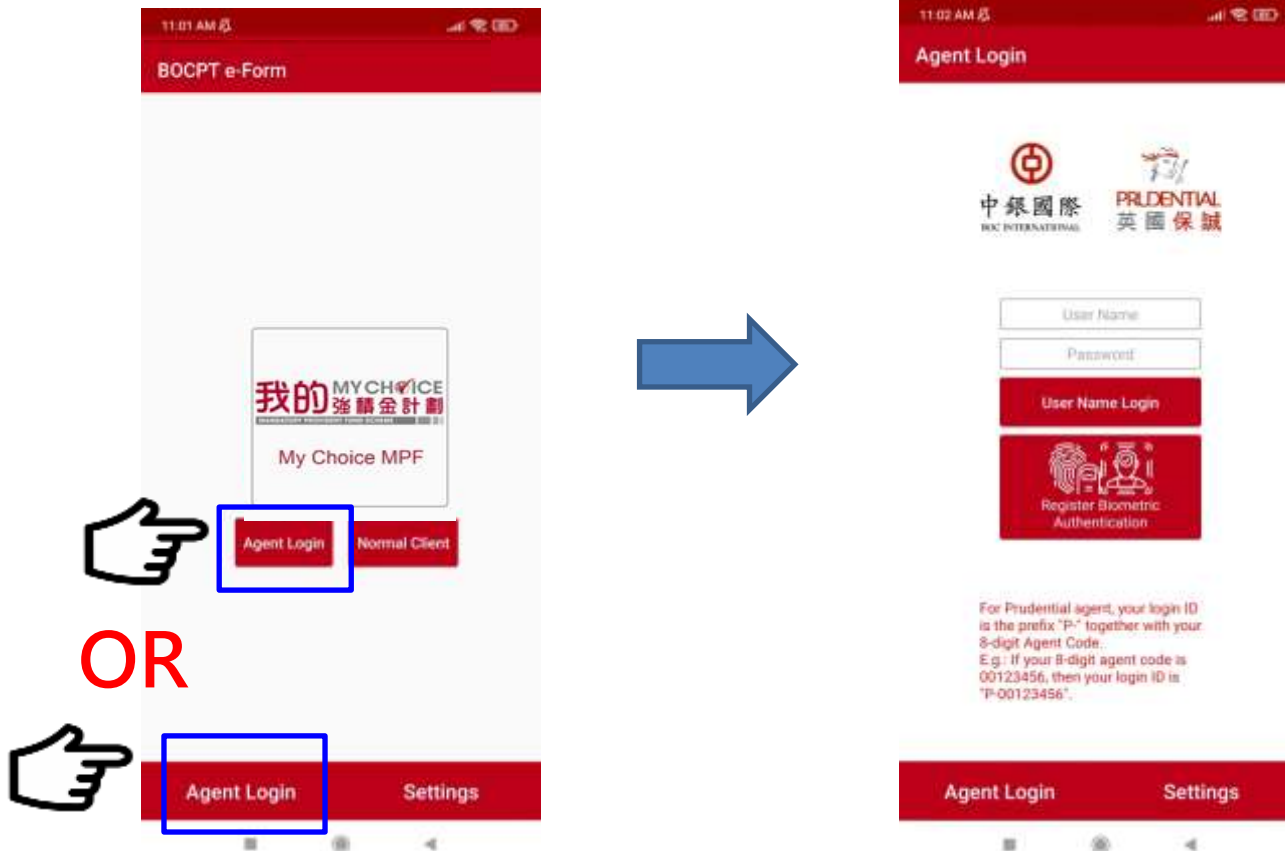 11:01 AM
BOCPT e-Form
我的 MY CHOICE
強積金計劃
MANDATORY PROVIDENT FUND SCHEME
My Choice MPF
Agent Login
Normal Client
OR
Agent Login
Settings
11:02 AM
Agent Login
中銀國際
BOC INTERNATIONAL
PRUDENTIAL
英國保誠
User Name
Password
User Name Login
Register Biometric
Authentication
For Prudential agent, your login ID
is the prefix "P-" together with your
8-digit Agent Code.
E.g.: If your 8-digit agent code is
00123456, then your login ID is
"P-00123456".
Agent Login
Settings